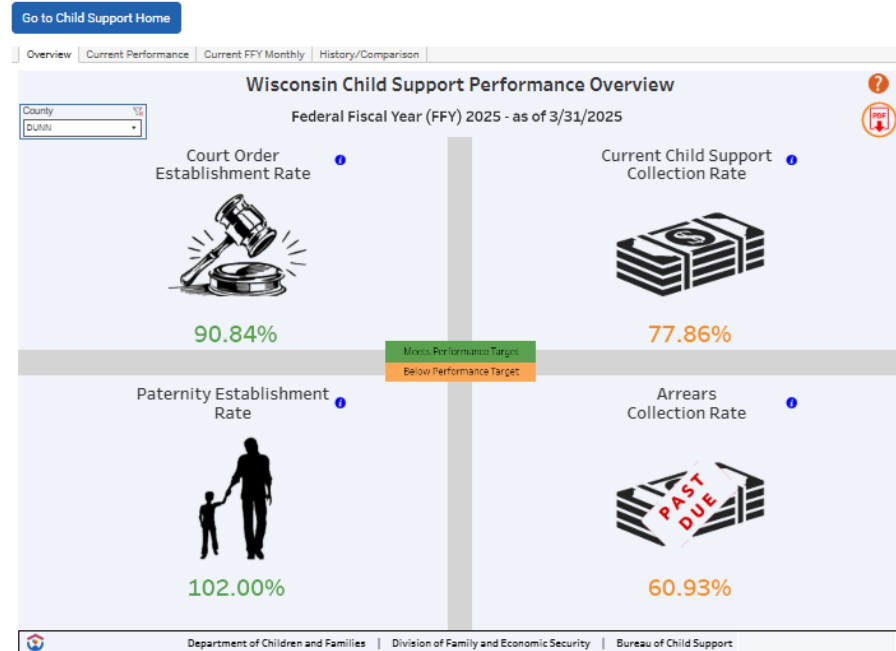 Go to Child Support Home
Overview
Current Performance
Current FFY Monthly
History/Comparison
Wisconsin Child Support Performance Overview
?
County
DUNN
Federal Fiscal Year (FFY) 2025 - as of 3/31/2025
PDF
Court Order
Establishment Rate
i
90.84%
Current Child Support
Collection Rate
i
$
77.86%
Meets Performance Target
Below Performance Target
Paternity Establishment
Rate
i
102.00%
Arrears
Collection Rate
i
PAST
DUE
60.93%
Department of Children and Families | Division of Family and Economic Security | Bureau of Child Support